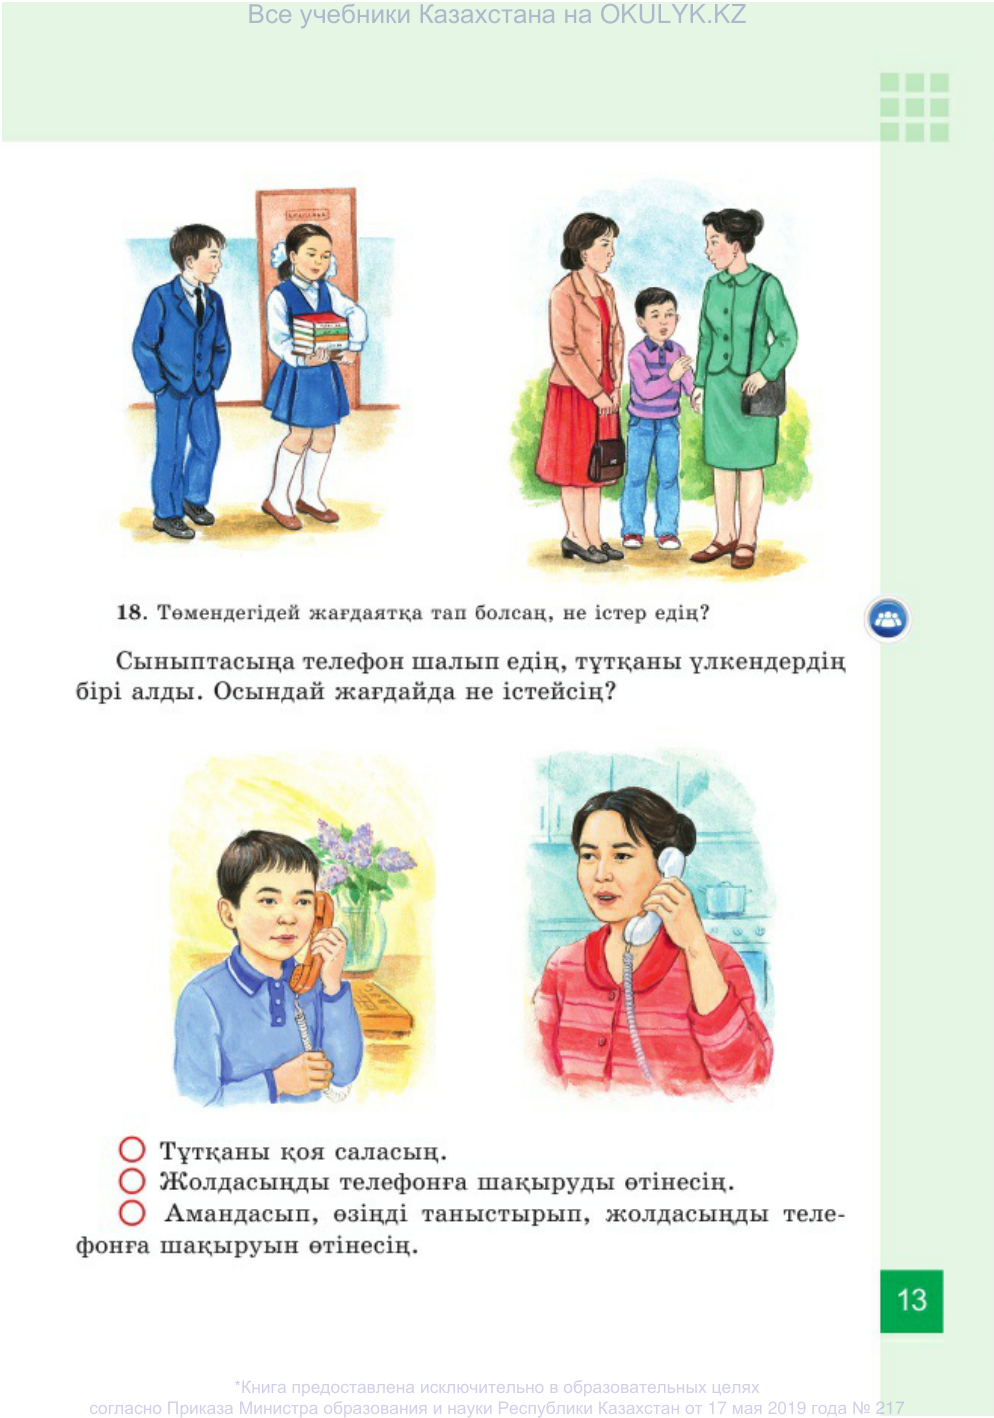 Все учебники Казахстана на OKULYK.KZ
18. Төмендегідей жағдаятқа тап болсаң, не істер едің?
Сыныптасыңа телефон шалып едің, тұтқаны үлкендердің
бірі алды. Осындай жағдайда не істейсің?
Тұтқаны қоя саласың.
Жолдасыңды телефонға шақыруды өтінесің.
Амандасып, өзіңді таныстырып, жолдасыңды теле-
фонға шақыруын өтінесің.
13
*Книга предоставлена исключительно в образовательных целях
согласно Приказа Министра образования и науки Республики Казахстан от 17 мая 2019 года № 217